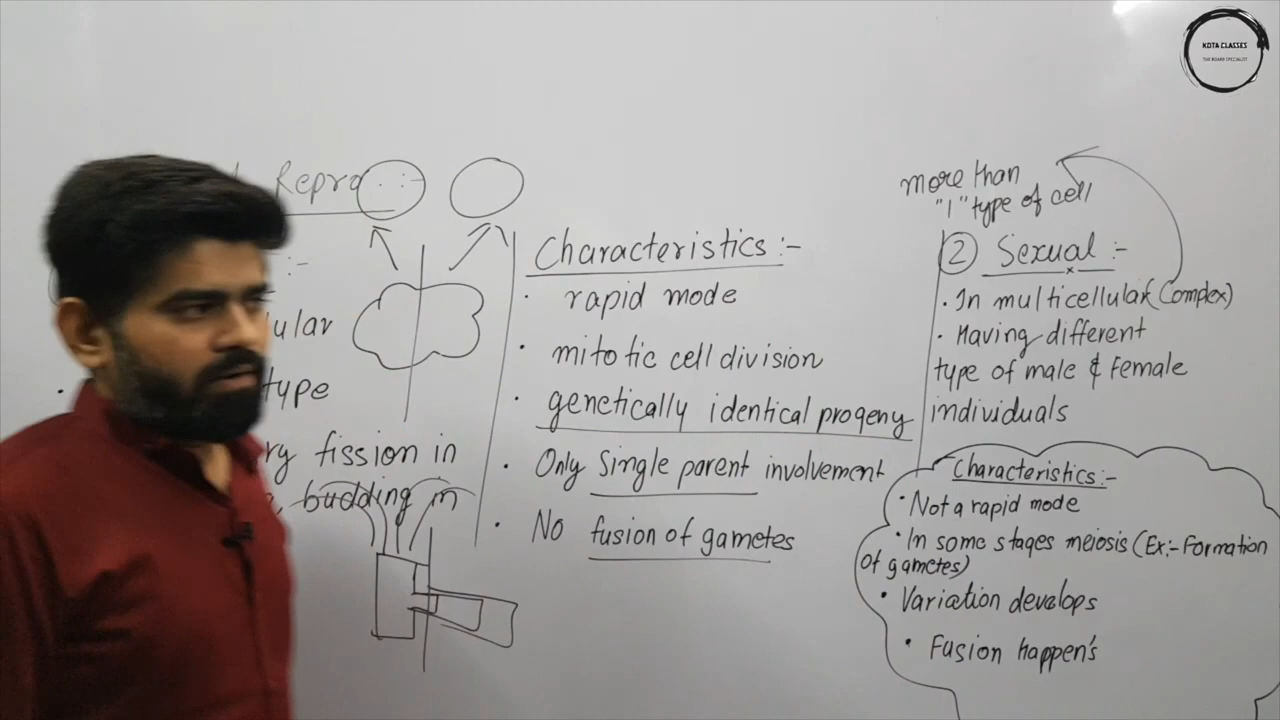 KOTA CLASSES
THE BOARD SPECIALIST
Repro :-
:-
ular
type
ry fission in
budding in
Characteristics :-
• rapid mode
• mitotic cell division
• genetically identical progeny
• Only Single parent involvement
• No fusion of gametes
more than
"1" type of cell
② Sexual :-
• In multicellular (Complex)
• Having different
type of male & Female
individuals
Characteristics:-
• Not a rapid mode
• In some stages meiosis (Ex:- Formation
of gametes)
• Variation develops
• Fusion happen's